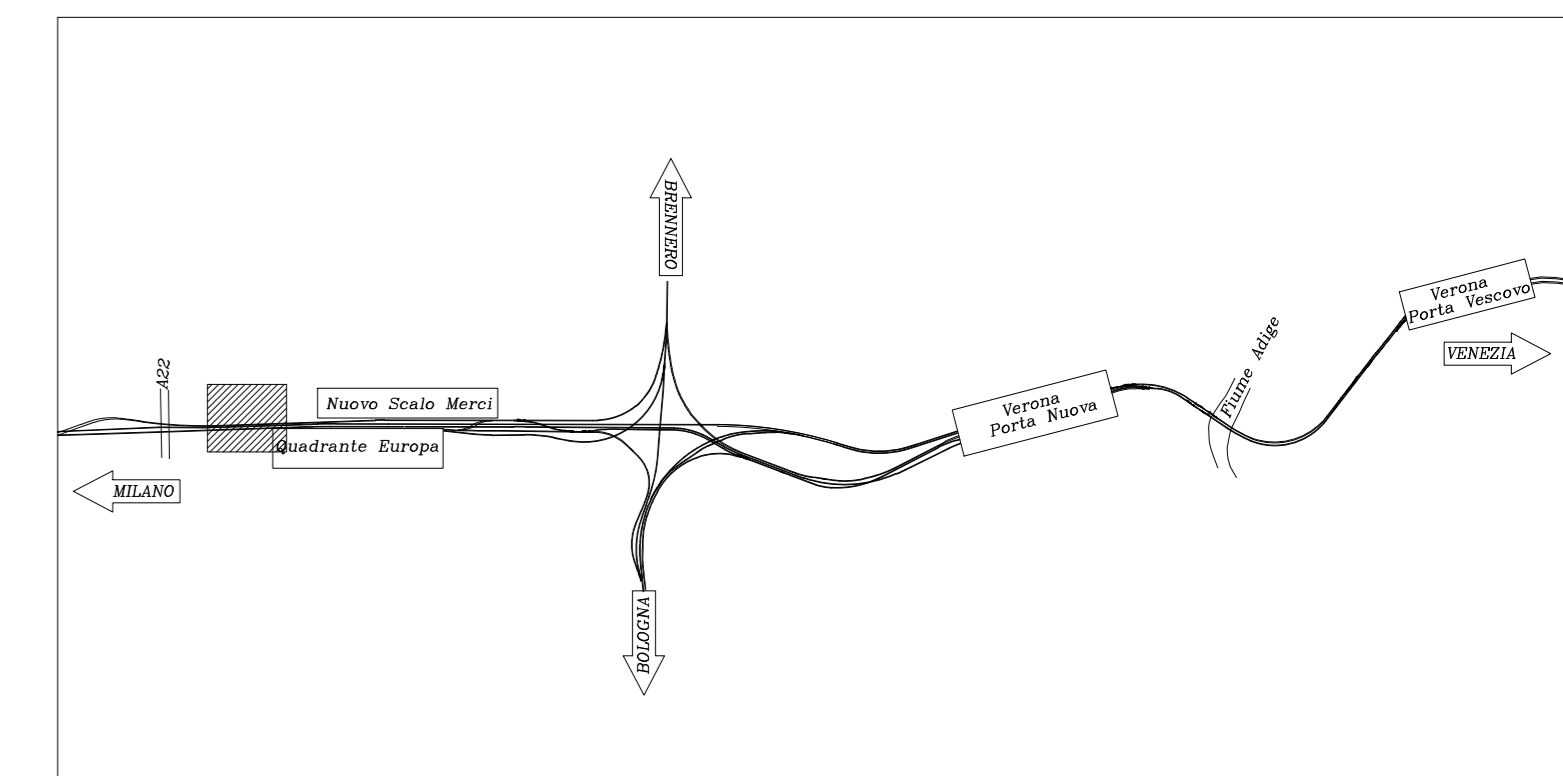 BRENNERO
Verona
Porta Vescovo
Fiume Adige
VENEZIA
A22
Nuovo Scalo Merci
Verona
Porta Nuova
Quadrante Europa
MILANO
BOLOGNA